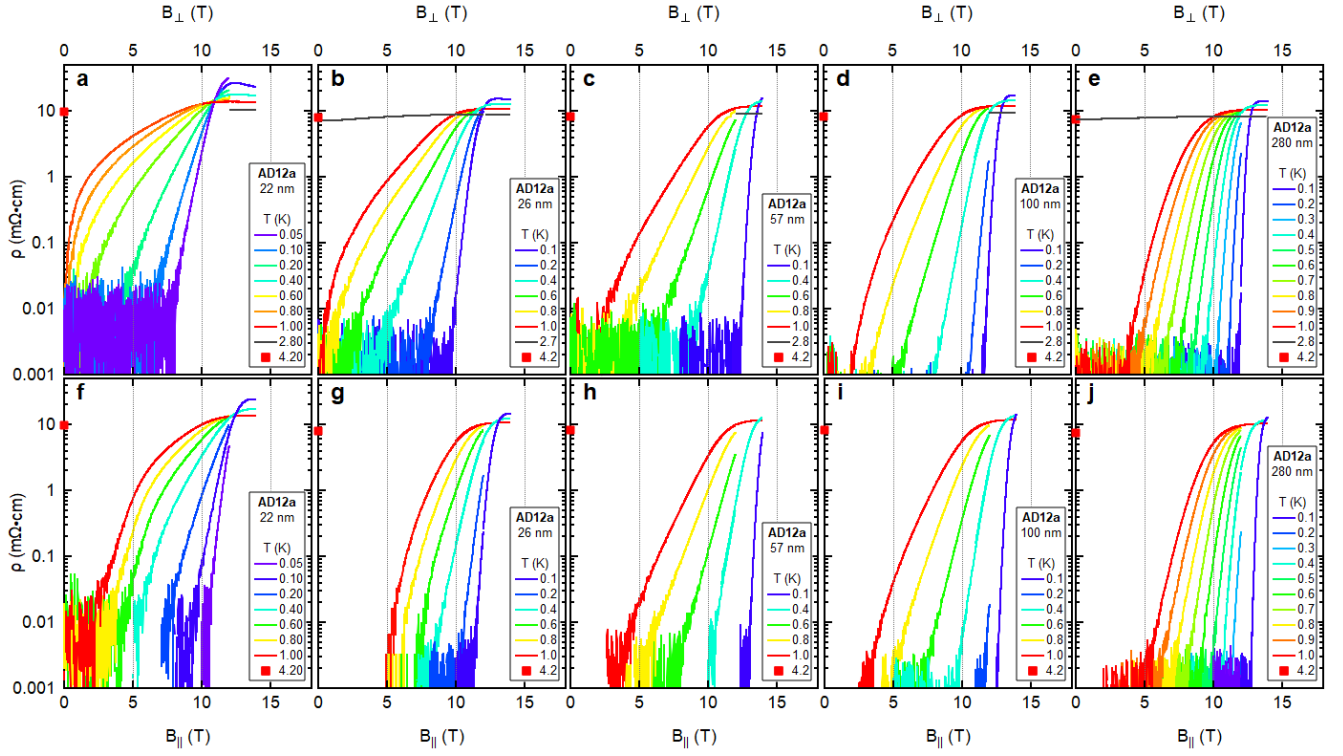 B⊥ (T)
B⊥ (T)
B⊥ (T)
B⊥ (T)
B⊥ (T)
0 5 10 15
0 5 10 15
0 5 10 15
0 5 10 15
0 5 10 15
a
b
c
d
e
ρ (mΩ•cm)
10
1
0.1
0.01
0.001
AD12a
22 nm
T (K)
0.05
0.10
0.20
0.40
0.60
0.80
1.00
2.80
4.20
AD12a
26 nm
T (K)
0.1
0.2
0.4
0.6
0.8
1.0
2.7
4.2
AD12a
57 nm
T (K)
0.1
0.4
0.6
0.8
1.0
2.7
4.2
AD12a
100 nm
T (K)
0.1
0.2
0.4
0.6
0.8
1.0
2.8
4.2
AD12a
280 nm
T (K)
0.1
0.2
0.3
0.4
0.5
0.6
0.7
0.8
0.9
1.0
2.8
4.2
f
g
h
i
j
ρ (mΩ•cm)
10
1
0.1
0.01
0.001
AD12a
22 nm
T (K)
0.05
0.10
0.20
0.40
0.60
0.80
1.00
4.20
AD12a
26 nm
T (K)
0.1
0.2
0.4
0.6
0.8
1.0
4.2
AD12a
57 nm
T (K)
0.1
0.4
0.6
0.8
1.0
4.2
AD12a
100 nm
T (K)
0.1
0.2
0.4
0.6
0.8
1.0
4.2
AD12a
280 nm
T (K)
0.1
0.2
0.3
0.4
0.5
0.6
0.7
0.8
0.9
1.0
4.2
0 5 10 15
0 5 10 15
0 5 10 15
0 5 10 15
0 5 10 15
B|| (T)
B|| (T)
B|| (T)
B|| (T)
B|| (T)